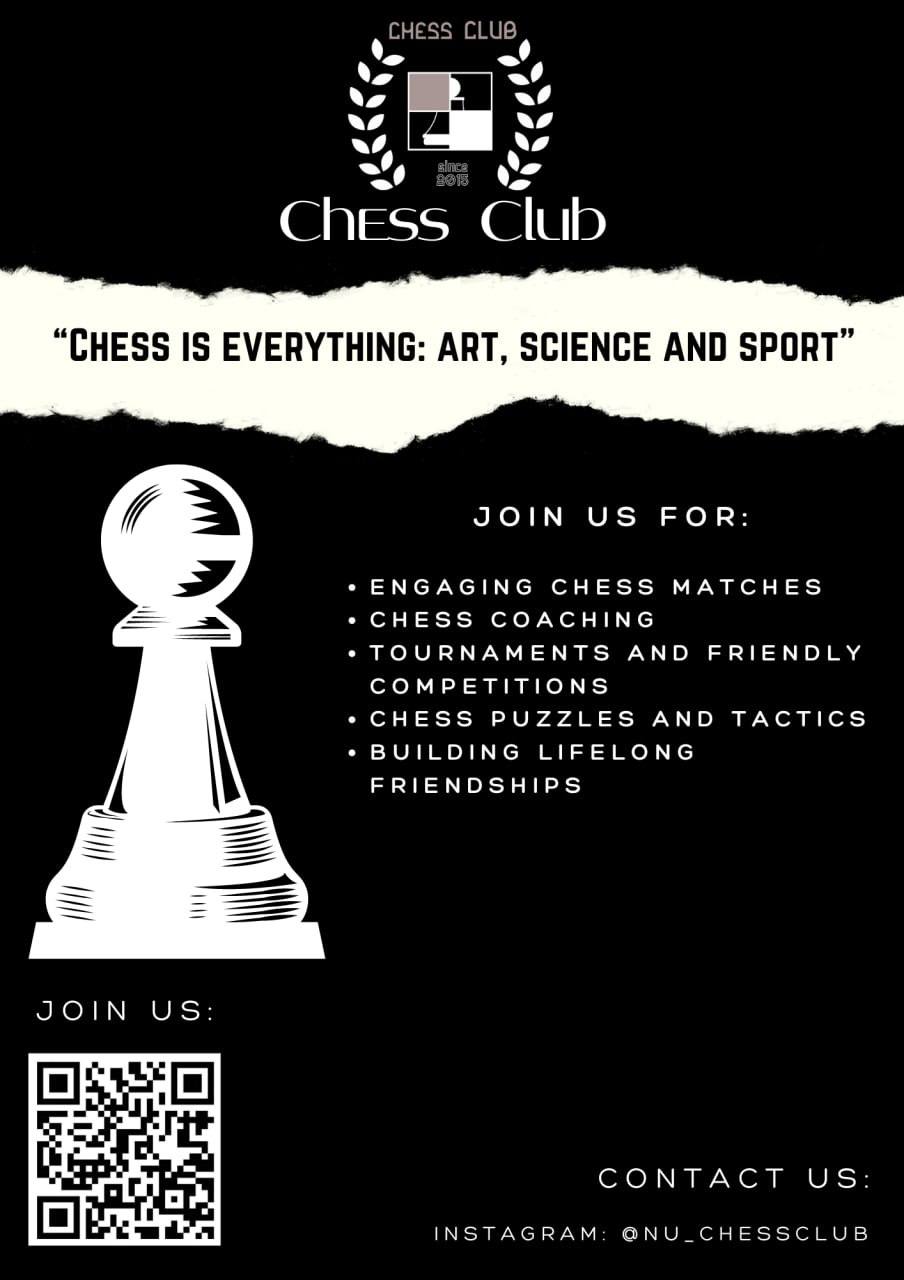 CHESS CLUB
since
2015
Chess Club
“CHESS IS EVERYTHING: ART, SCIENCE AND SPORT”
JOIN US FOR:
• ENGAGING CHESS MATCHES
• CHESS COACHING
• TOURNAMENTS AND FRIENDLY
COMPETITIONS
• CHESS PUZZLES AND TACTICS
• BUILDING LIFELONG
FRIENDSHIPS
JOIN US:
CONTACT US:
INSTAGRAM: @NU_CHESSCLUB